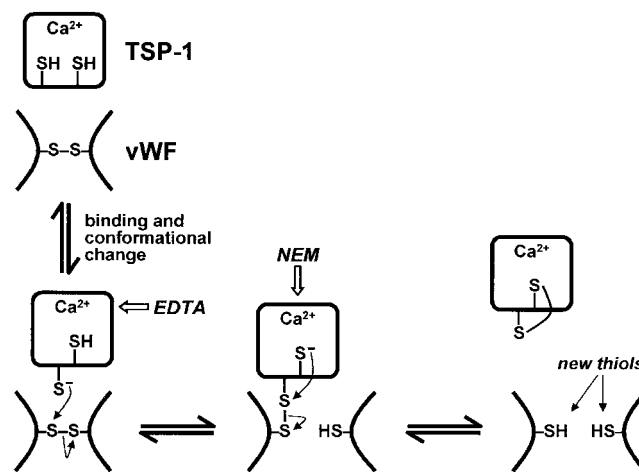 Ca2+
TSP-1
SH SH
S-S
vWF
binding and
conformational
change
NEM
Ca2+
Ca2+
EDTA
Ca2+
S
SH
S–
S
new thiols
S–
S
S-S
S
HS
SH
HS